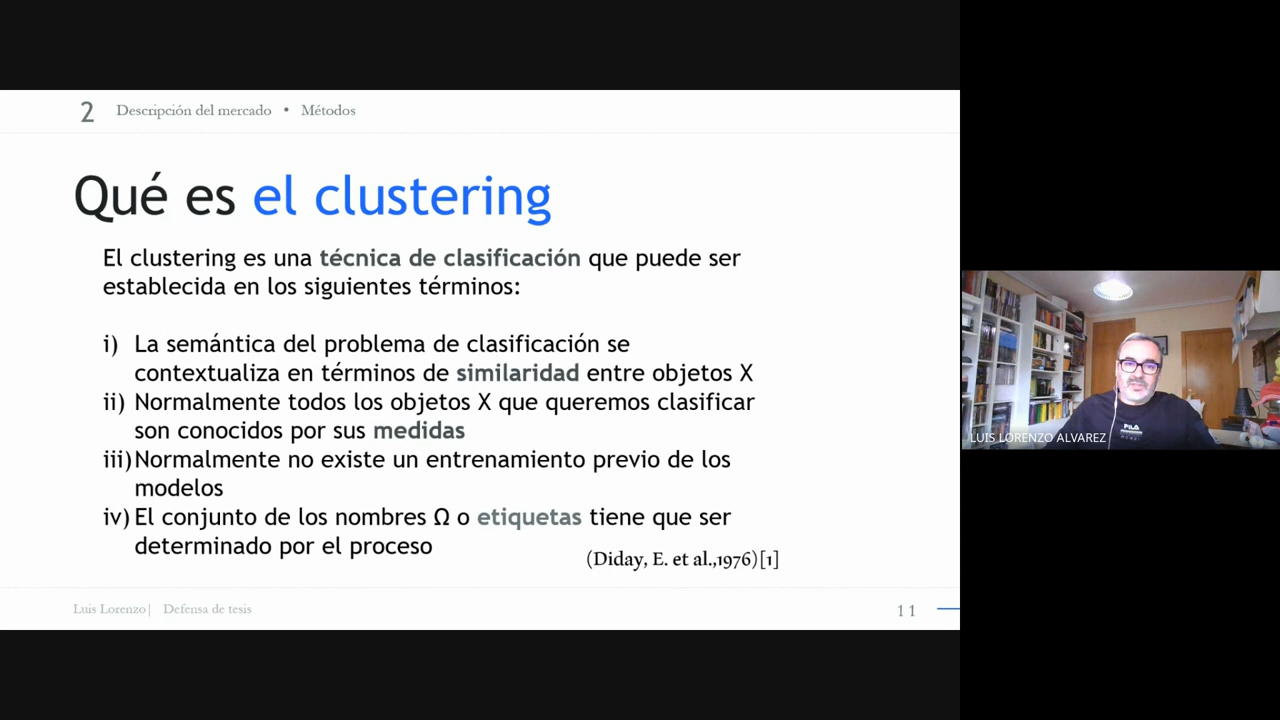 2 Descripción del mercado • Métodos
Qué es el clustering
El clustering es una técnica de clasificación que puede ser
establecida en los siguientes términos:
i) La semántica del problema de clasificación se
contextualiza en términos de similaridad entre objetos X
ii) Normalmente todos los objetos X que queremos clasificar
son conocidos por sus medidas
iii) Normalmente no existe un entrenamiento previo de los
modelos
iv) El conjunto de los nombres Ω o etiquetas tiene que ser
determinado por el proceso
(Diday, E. et al.,1976)[1]
Luis Lorenzo| Defensa de tesis
11
FILA
LUIS LORENZO ALVAREZ